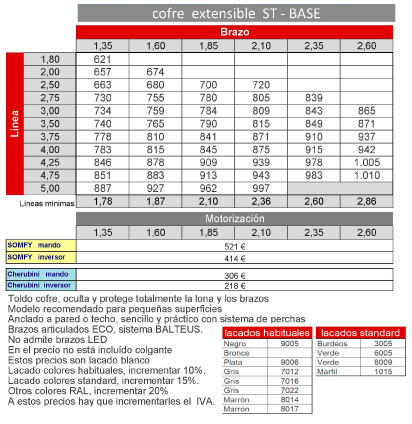 cofre extensible ST - BASE
Brazo
1,35 1,60 1,85 2,10 2,35 2,60
Línea
1,80 621
2,00 657 674
2,50 663 680 700 720
2,75 730 755 780 805 839
3,00 734 759 784 809 843 865
3,50 740 765 790 815 849 871
3,75 778 810 841 871 910 937
4,00 783 815 845 875 915 942
4,25 846 878 909 939 978 1.005
4,75 851 883 913 943 983 1.010
5,00 887 927 962 997
Líneas mínimas 1,78 1,87 2,10 2,36 2,60 2,86
Motorización
1,35 1,60 1,85 2,10 2,35 2,60
SOMFY mando 521 €
SOMFY inversor 414 €
Cherubini mando 306 €
Cherubini inversor 218 €
Toldo cofre, oculta y protege totalmente la lona y los brazos
Modelo recomendado para pequeñas superficies
Anclado a pared o techo, sencillo y práctico con sistema de perchas
Brazos articulados ECO, sistema BALTEUS.
No admite brazos LED
En el precio no está incluído colgante
Estos precios son lacado blanco
Lacado colores habituales, incrementar 10%.
Lacado colores standard, incrementar 15%.
Otros colores RAL, incrementar 20%
A estos precios hay que incrementarles el IVA.
lacados habituales
Negro 9005
Bronce
Plata 9006
Gris 7012
Gris 7016
Gris 7022
Marrón 8014
Marrón 8017
lacados standard
Burdeos 3005
Verde 6005
Verde 6009
Marfil 1015